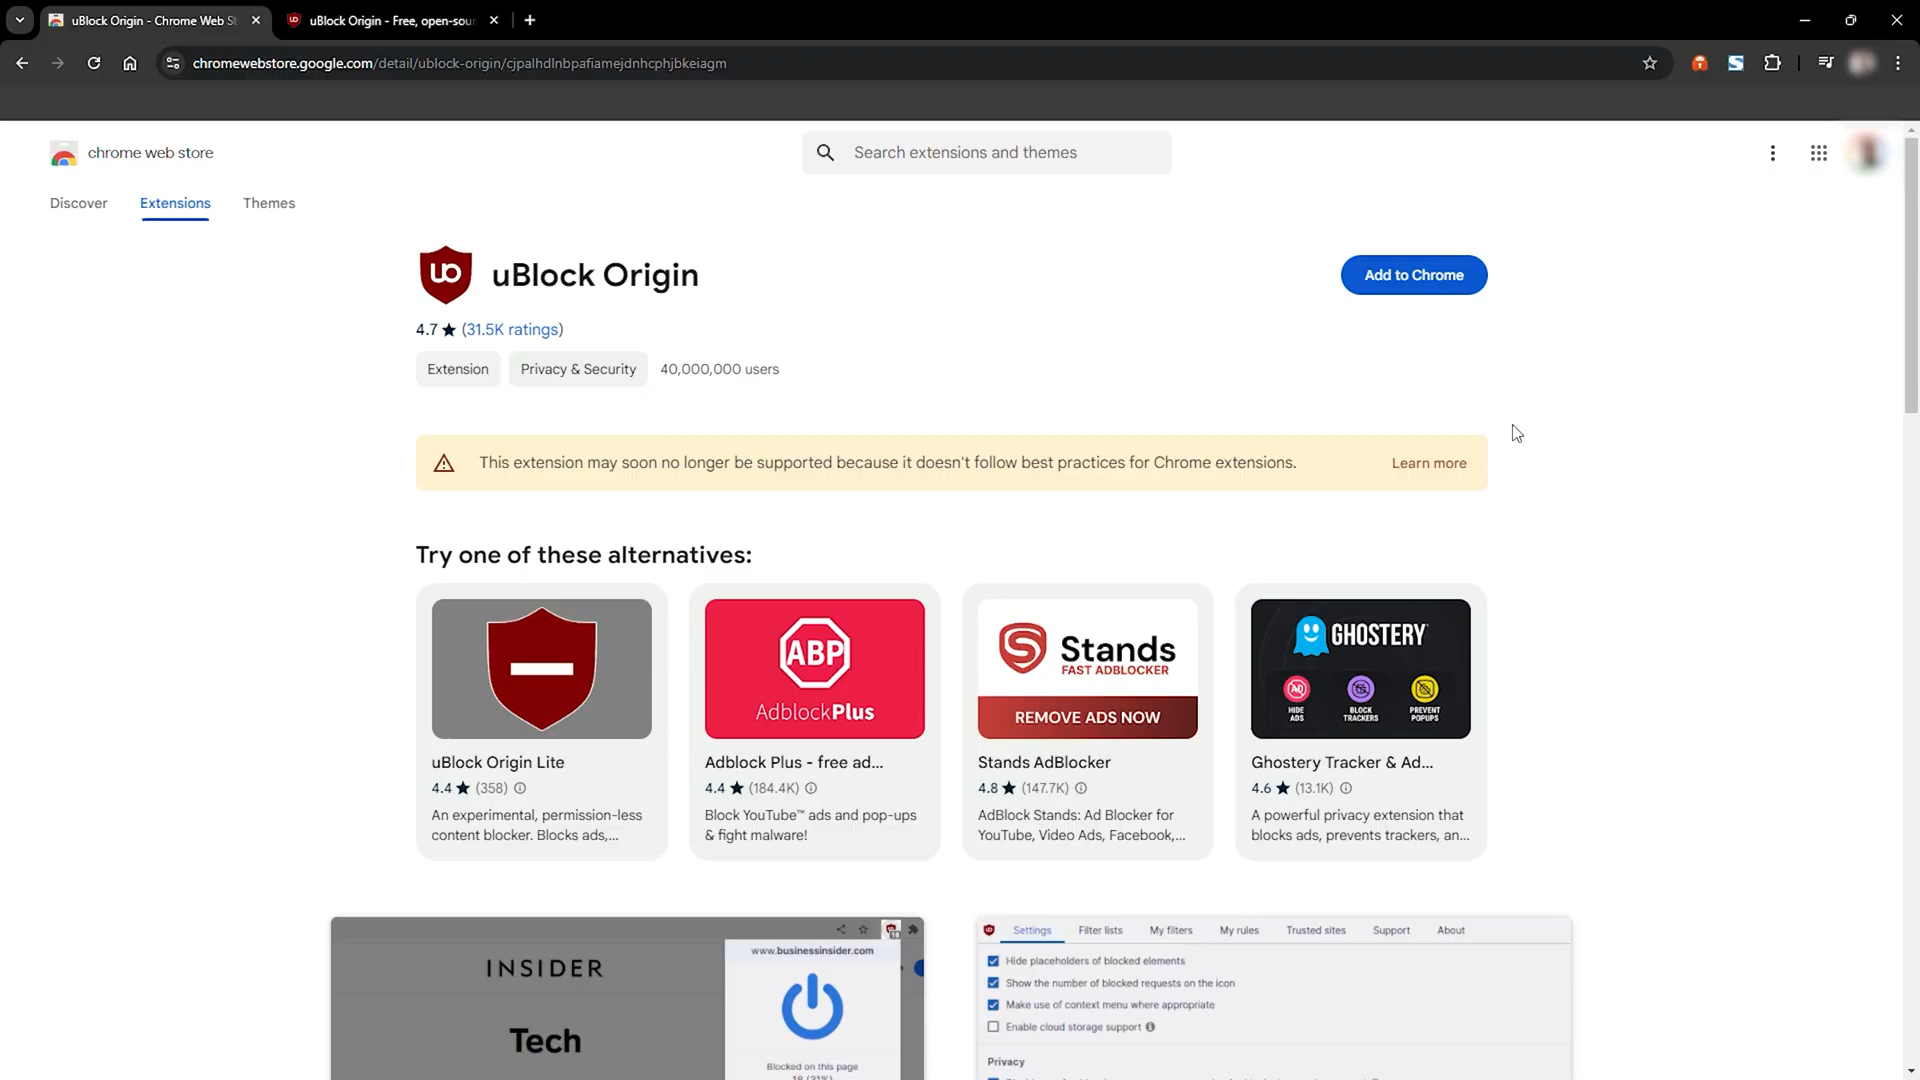 uBlock Origin - Chrome Web St
uBlock Origin - Free, open-sour
chromewebstore.google.com/detail/ublock-origin/cjpalhdlnbpafiamejdnhcphjbkeiagm
chrome web store
Search extensions and themes
Discover
Extensions
Themes
uBlock Origin
Add to Chrome
4.7 ★ (31.5K ratings)
Extension
Privacy & Security
40,000,000 users
This extension may soon no longer be supported because it doesn't follow best practices for Chrome extensions.
Learn more
Try one of these alternatives:
ABP
AdblockPlus
Stands
FAST ADBLOCKER
REMOVE ADS NOW
GHOSTERY
AD
HIDE ADS
BLOCK TRACKERS
PREVENT POPUPS
uBlock Origin Lite
4.4 ★ (358)
An experimental, permission-less
content blocker. Blocks ads,...
Adblock Plus - free ad...
4.4 ★ (184.4K)
Block YouTube™ ads and pop-ups
& fight malware!
Stands AdBlocker
4.8 ★ (147.7K)
AdBlock Stands: Ad Blocker for
YouTube, Video Ads, Facebook,...
Ghostery Tracker & Ad...
4.6 ★ (13.1K)
A powerful privacy extension that
blocks ads, prevents trackers, an...
www.businessinsider.com
INSIDER
Tech
Blocked on this page
Settings
Filter lists
My filters
My rules
Trusted sites
Support
About
Hide placeholders of blocked elements
Show the number of blocked requests on the icon
Make use of context menu where appropriate
Enable cloud storage support
Privacy